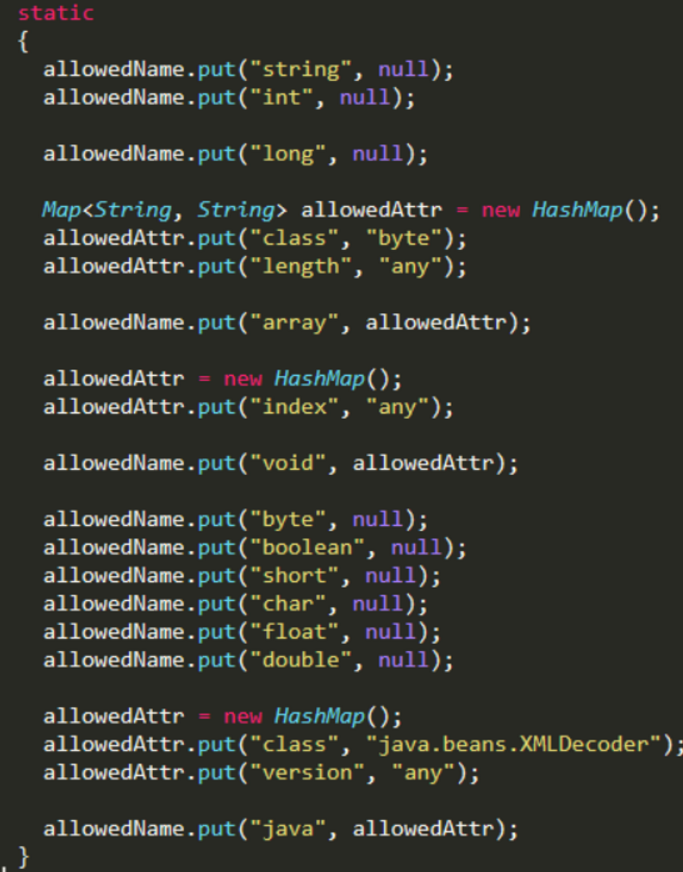 static
{
allowedName.put("string", null);
allowedName.put("int", null);
allowedName.put("long", null);
Map<String, String> allowedAttr = new HashMap();
allowedAttr.put("class", "byte");
allowedAttr.put("length", "any");
allowedName.put("array", allowedAttr);
allowedAttr = new HashMap();
allowedAttr.put("index", "any");
allowedName.put("void", allowedAttr);
allowedName.put("byte", null);
allowedName.put("boolean", null);
allowedName.put("short", null);
allowedName.put("char", null);
allowedName.put("float", null);
allowedName.put("double", null);
allowedAttr = new HashMap();
allowedAttr.put("class", "java.beans.XMLDecoder");
allowedAttr.put("version", "any");
allowedName.put("java", allowedAttr);
}